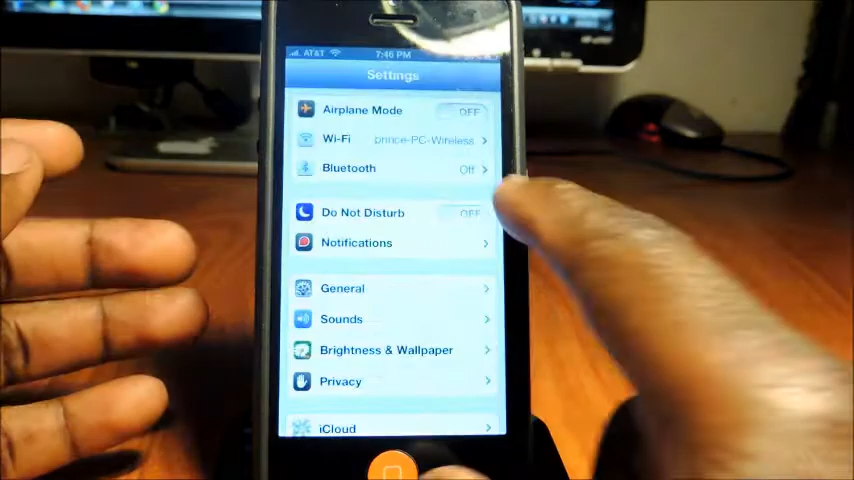 AT&T 7:46 PM
Settings
Airplane Mode OFF
Wi-Fi prince-PC-Wireless
Bluetooth Off
Do Not Disturb OFF
Notifications
General
Sounds
Brightness & Wallpaper
Privacy
iCloud